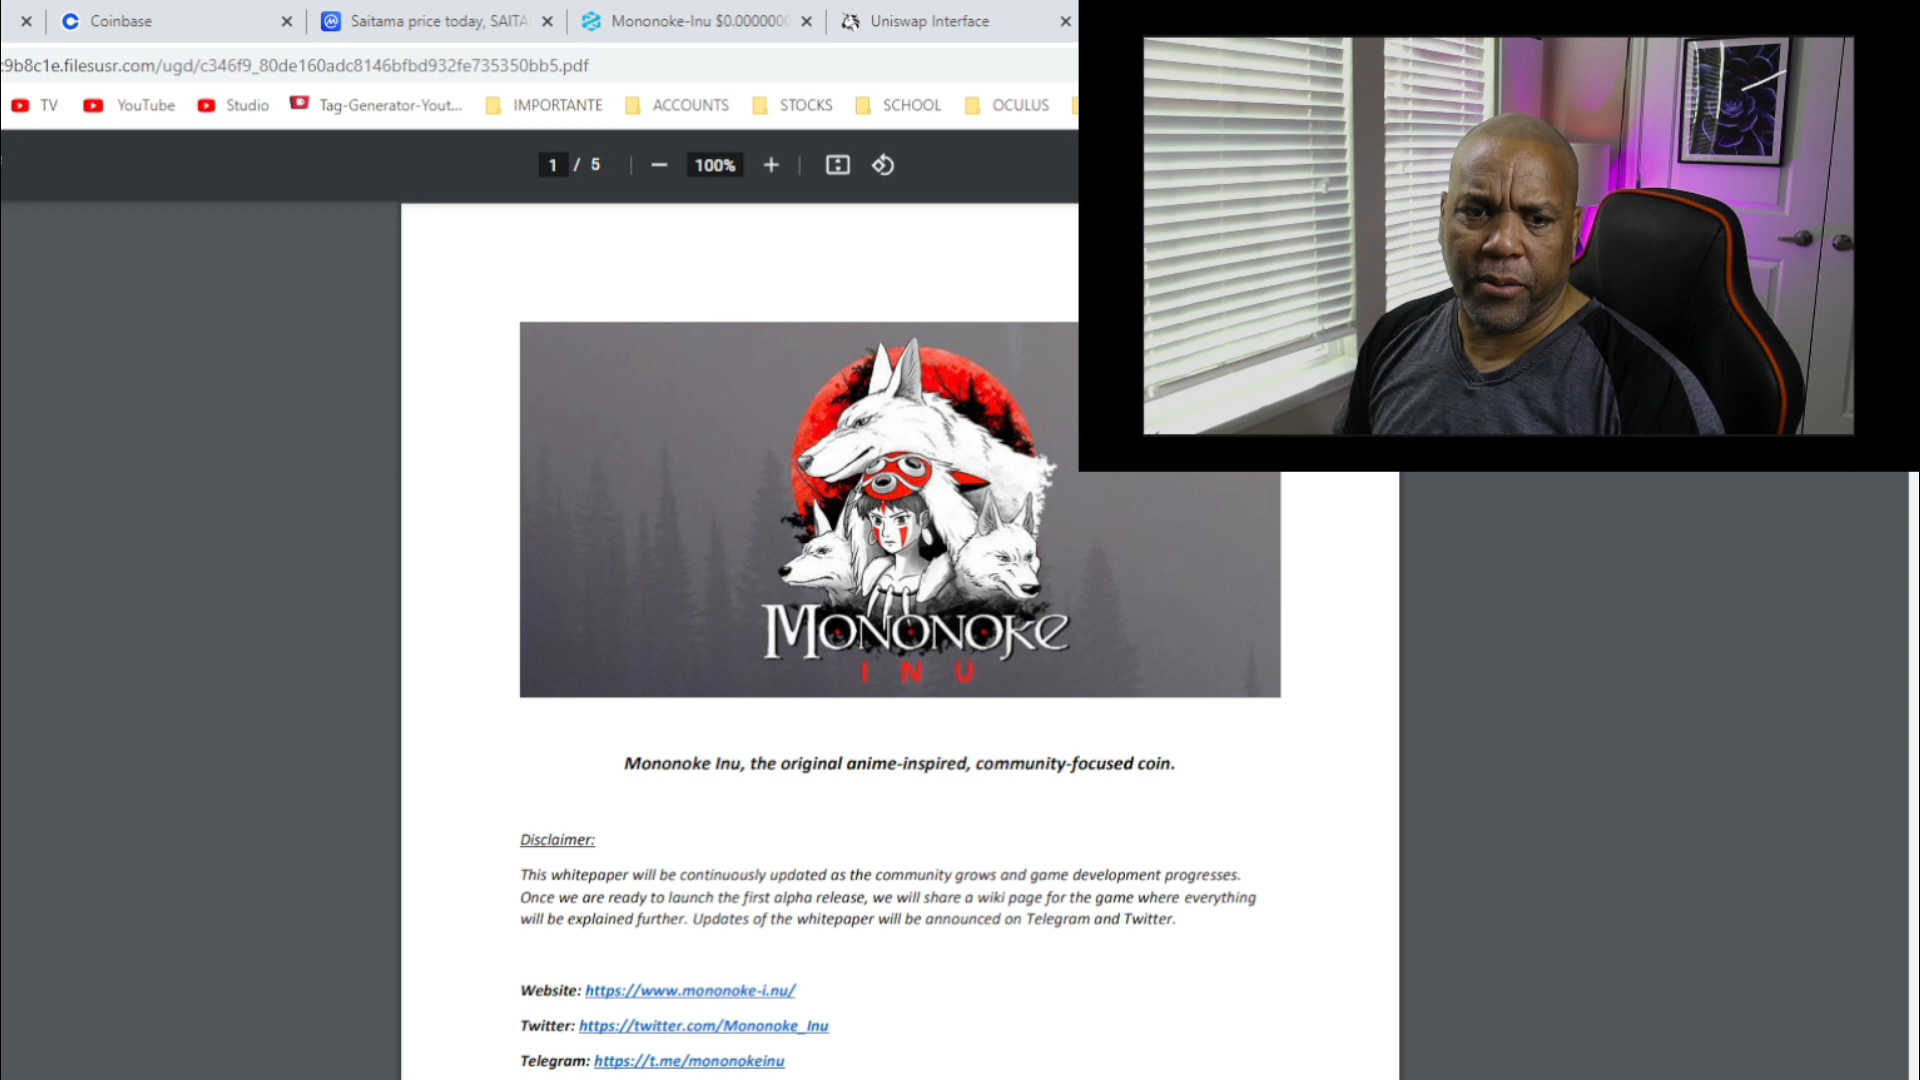 Coinbase
Saitama price today, SAITA
Mononoke-Inu $0.0000000
Uniswap Interface
c9b8c1e.filesusr.com/ugd/c346f9_80de160adc8146bfbd932fe735350bb5.pdf
TV
YouTube
Studio
Tag-Generator-Yout...
IMPORTANTE
ACCOUNTS
STOCKS
SCHOOL
OCULUS
1 / 5
100%
MONONOKE
INU
Mononoke Inu, the original anime-inspired, community-focused coin.
Disclaimer:
This whitepaper will be continuously updated as the community grows and game development progresses.
Once we are ready to launch the first alpha release, we will share a wiki page for the game where everything
will be explained further. Updates of the whitepaper will be announced on Telegram and Twitter.
Website: https://www.mononoke-i.nu/
Twitter: https://twitter.com/Mononoke_Inu
Telegram: https://t.me/mononokeinu